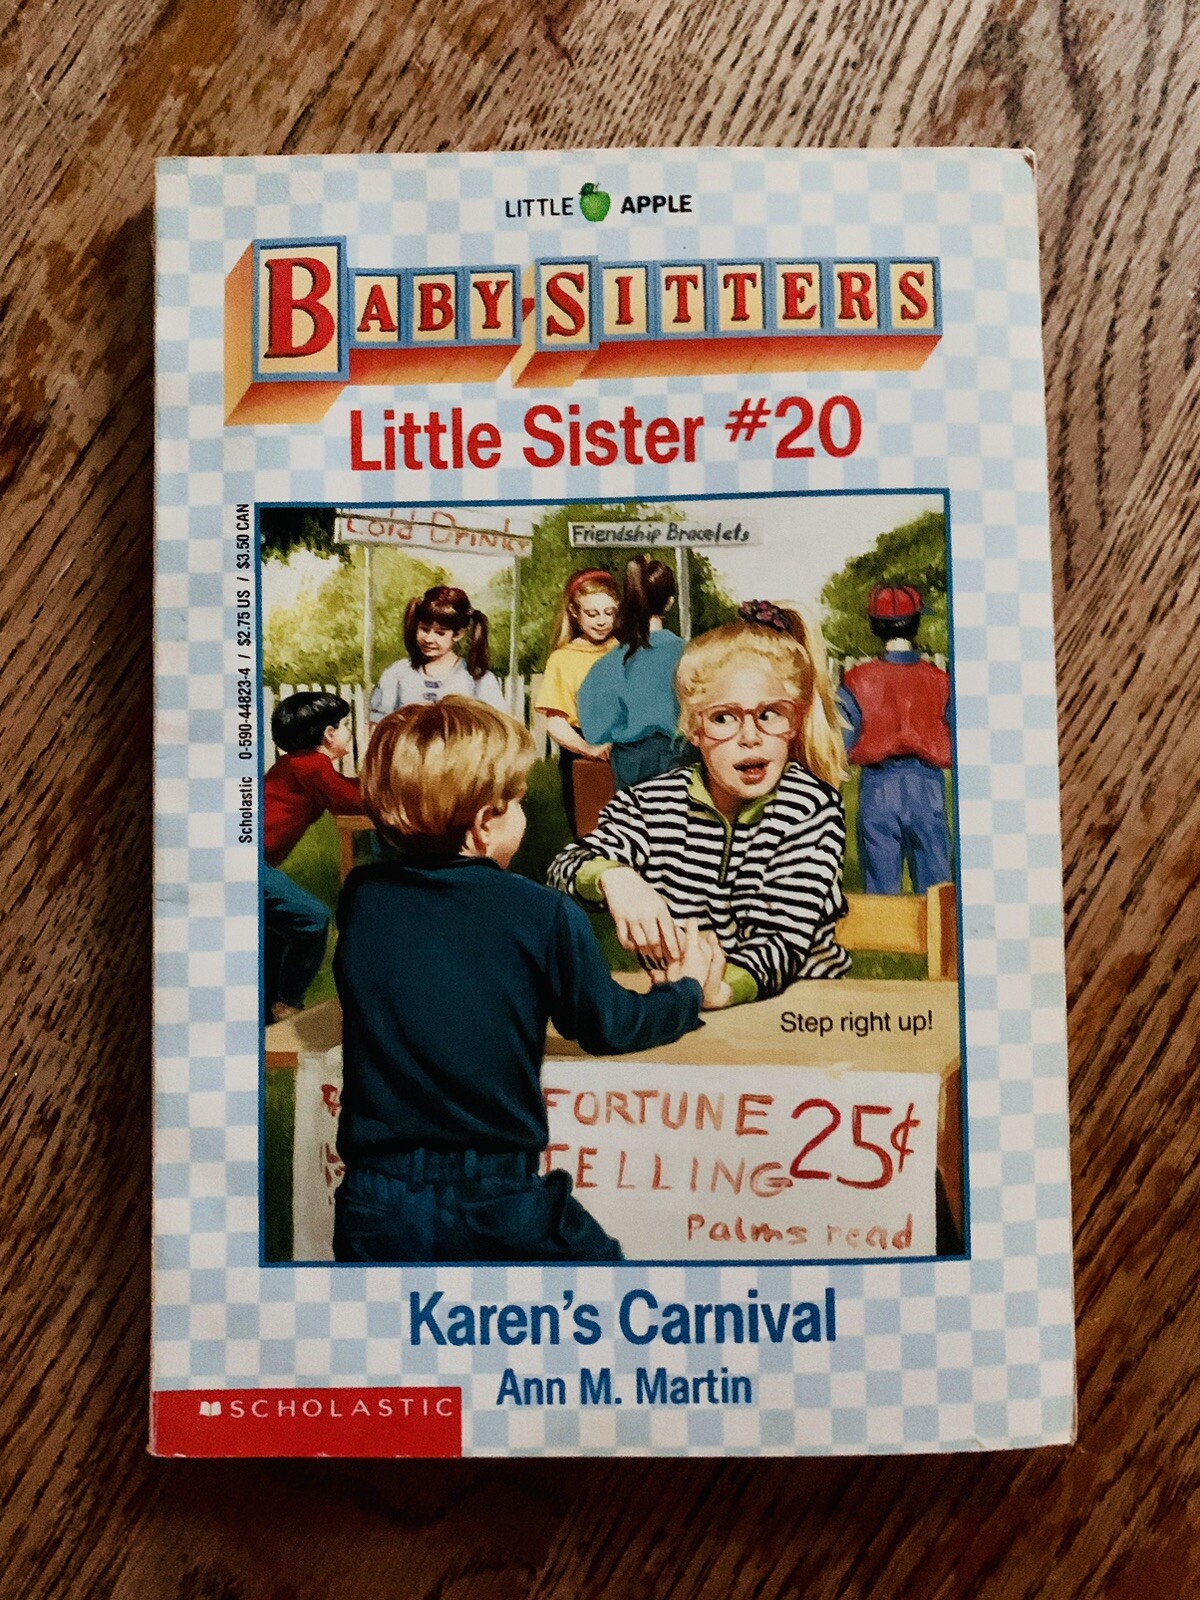 LITTLE APPLE
BABY-SITTERS
Little Sister #20
Scholastic 0-590-44823-4 / $2.75 US / $3.50 CAN
Cold Drinks
Friendship Bracelets
Step right up!
FORTUNE
TELLING 25¢
Palms read
Karen's Carnival
Ann M. Martin
SCHOLASTIC